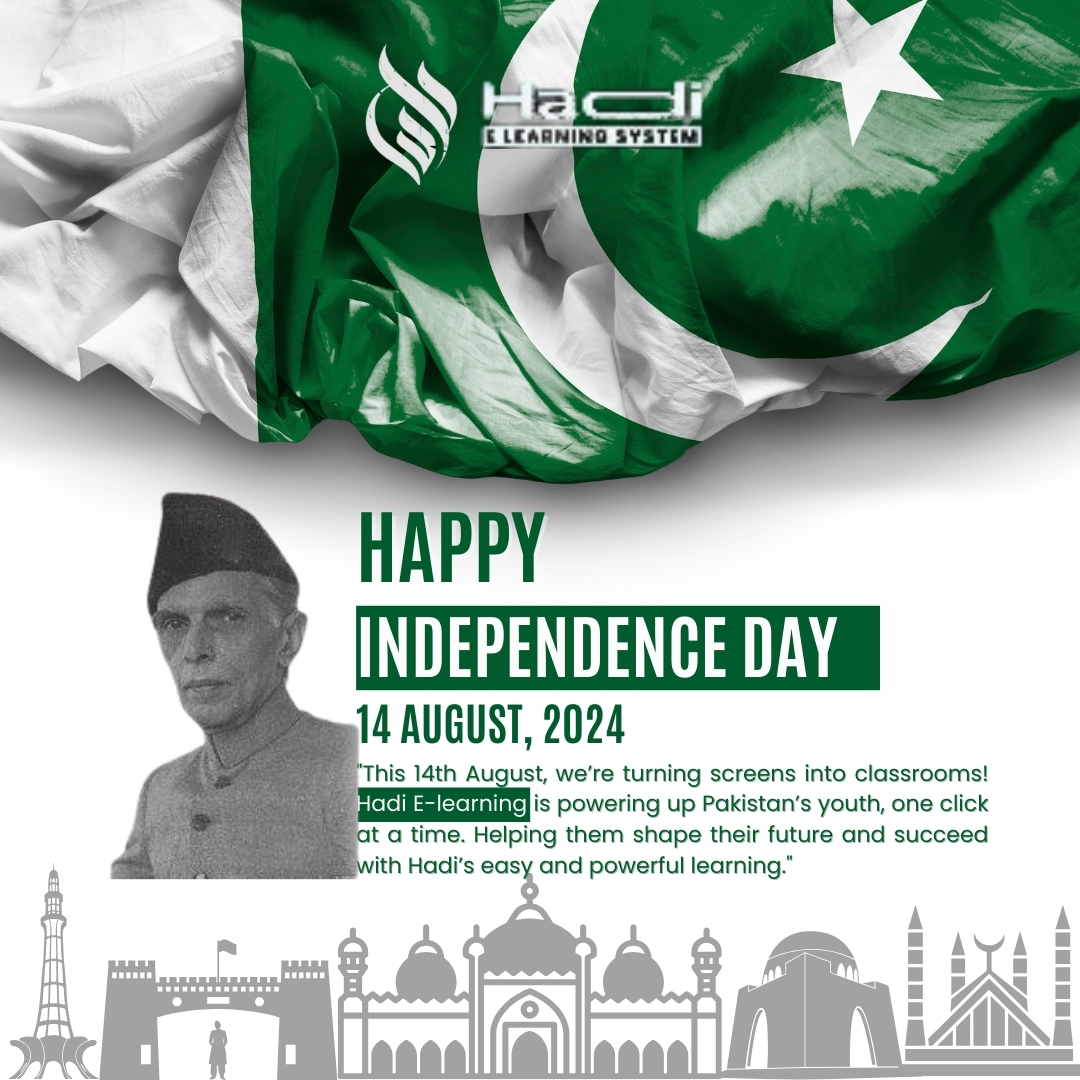 Hadi
E LEARNING SYSTEM
HAPPY
INDEPENDENCE DAY
14 AUGUST, 2024
"This 14th August, we’re turning screens into classrooms!
Hadi E-learning is powering up Pakistan’s youth, one click
at a time. Helping them shape their future and succeed
with Hadi’s easy and powerful learning."